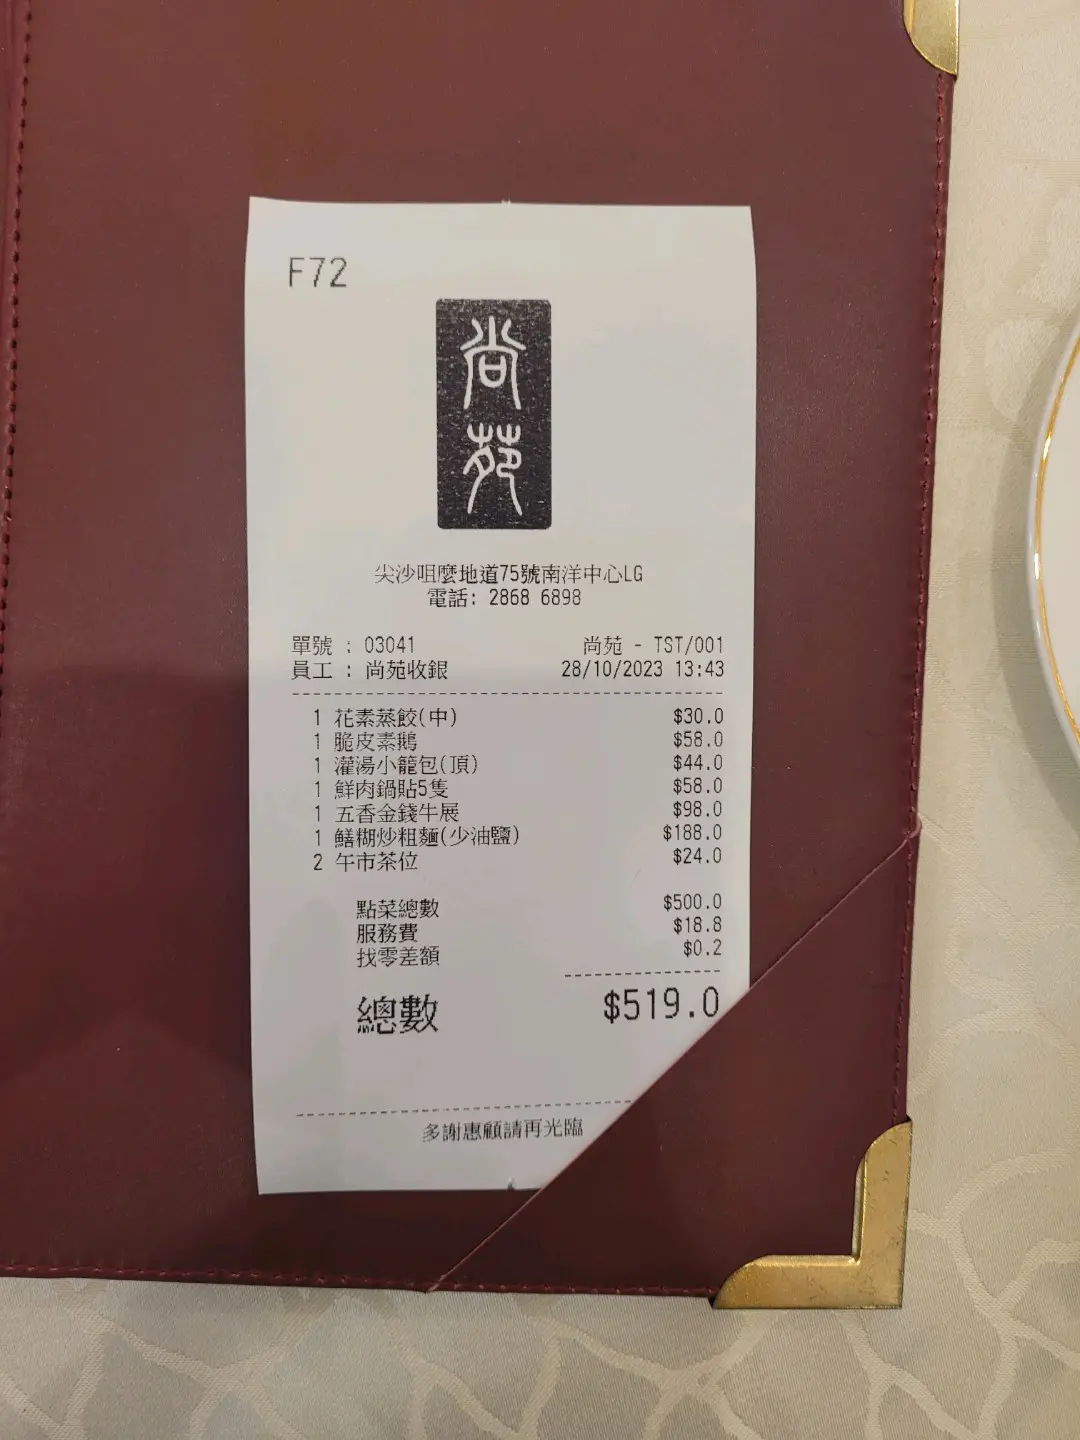 F72
尚苑
尖沙咀麼地道75號南洋中心LG
電話: 2868 6898
單號 : 03041 尚苑 - TST/001
員工 : 尚苑收銀 28/10/2023 13:43
1 花素蒸餃(中) $30.0
1 脆皮素鵝 $58.0
1 灌湯小籠包(頂) $44.0
1 鮮肉鍋貼5隻 $58.0
1 五香金錢牛展 $98.0
1 鱔糊炒粗麵(少油鹽) $188.0
2 午市茶位 $24.0
點菜總數 $500.0
服務費 $18.8
找零差額 $0.2
總數 $519.0
多謝惠顧請再光臨